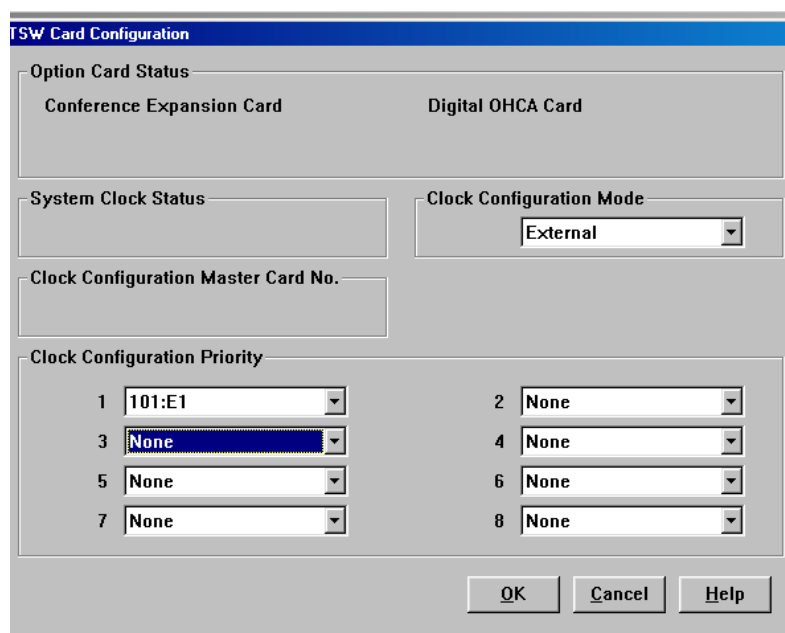 TSW Card Configuration
Option Card Status
Conference Expansion Card Digital OHCA Card
System Clock Status Clock Configuration Mode
External
Clock Configuration Master Card No.
Clock Configuration Priority
1 101:E1 2 None
3 None 4 None
5 None 6 None
7 None 8 None
OK Cancel Help